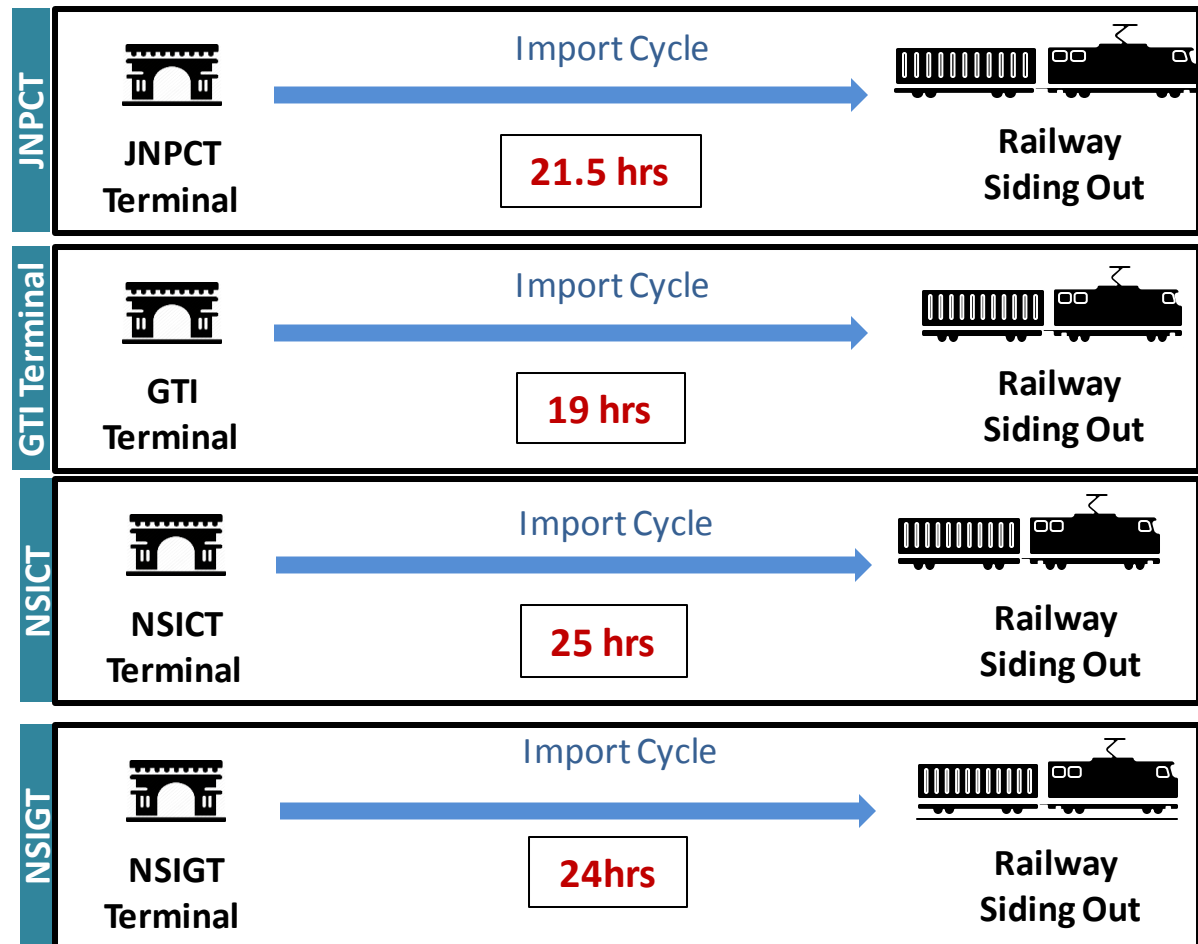 JNPCT
Import Cycle
JNPCT
Terminal
21.5 hrs
Railway
Siding Out
GTI Terminal
Import Cycle
GTI
Terminal
19 hrs
Railway
Siding Out
NSICT
Import Cycle
NSICT
Terminal
25 hrs
Railway
Siding Out
NSIGT
Import Cycle
NSIGT
Terminal
24hrs
Railway
Siding Out